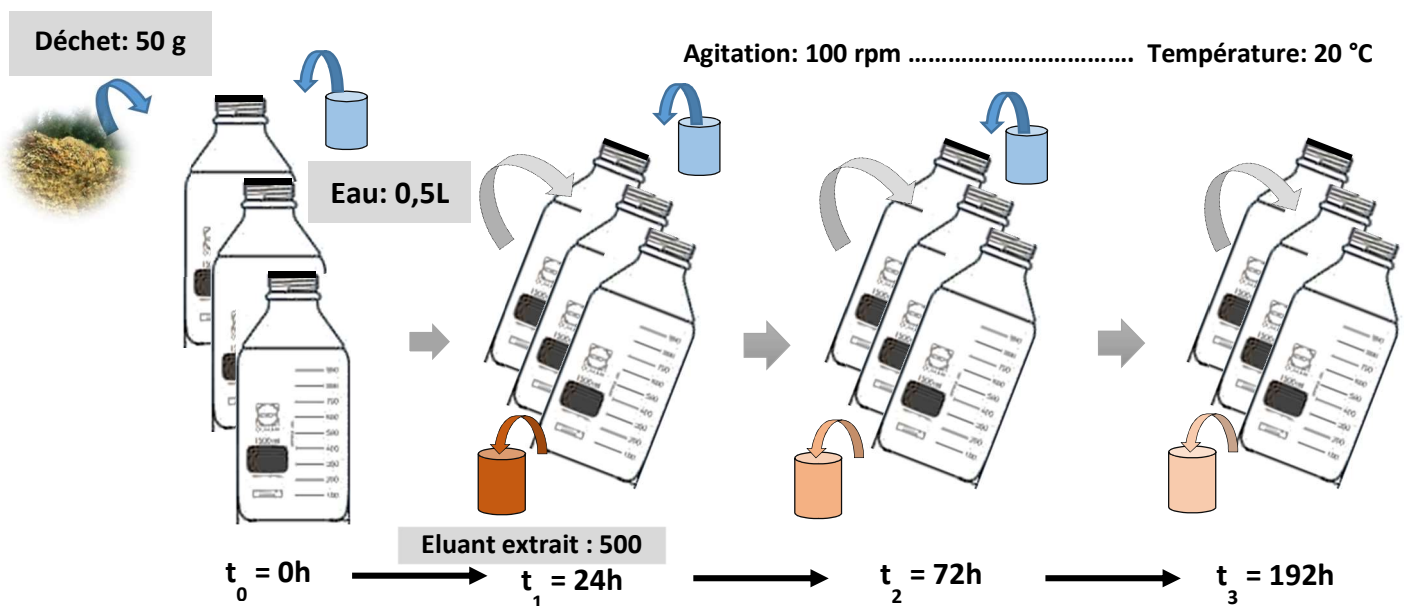 Déchet: 50 g
Agitation: 100 rpm ................................. Température: 20 °C
Eau: 0,5L
Eluant extrait : 500
t0 = 0h
t1 = 24h
t2 = 72h
t3 = 192h